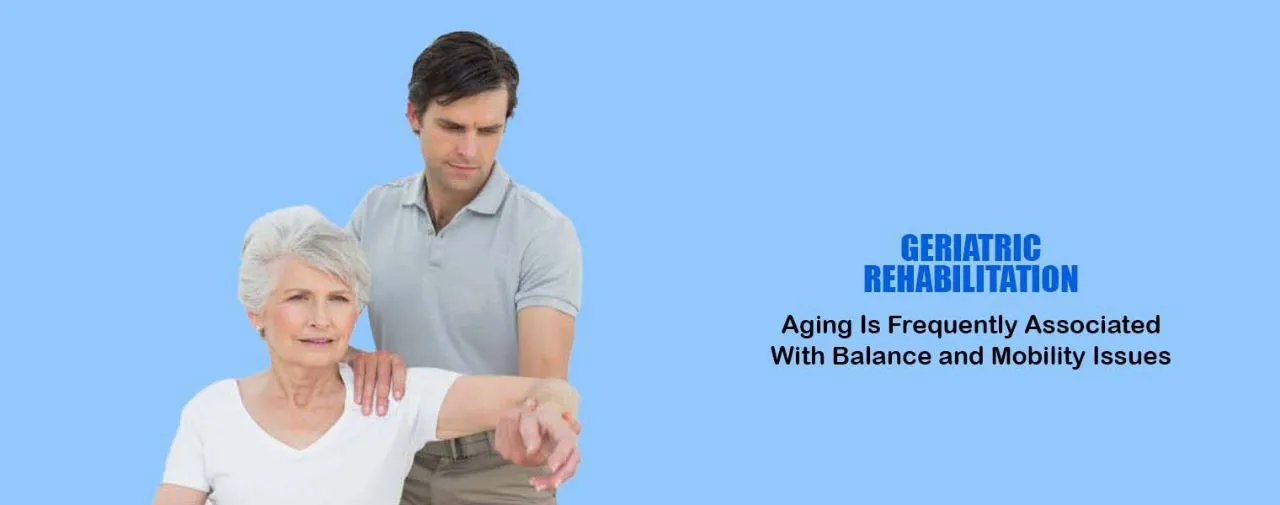 GERIATRIC
REHABILITATION
Aging Is Frequently Associated
With Balance and Mobility Issues